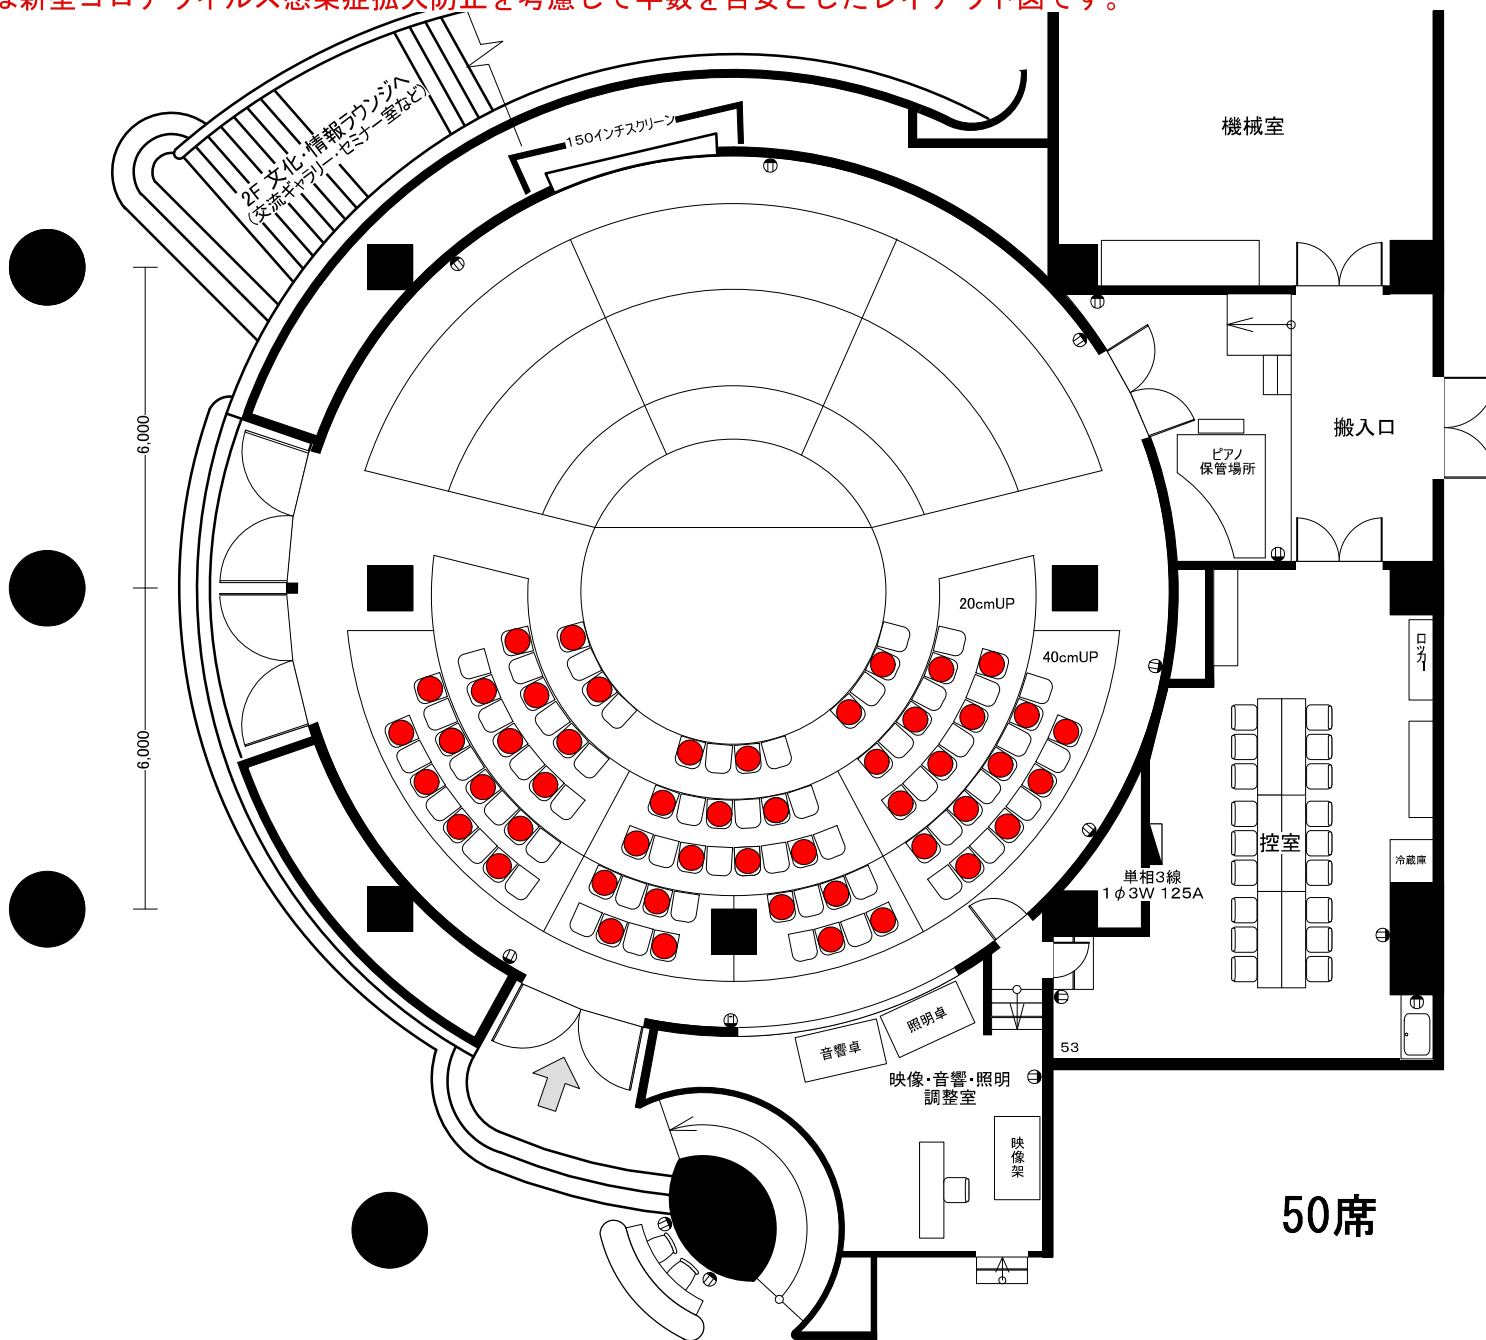 は新型コロナウイルス感染症拡大防止を考慮して半数を目安としたレイアウト図です。
2F 文化・情報ラウンジへ
（交流ギャラリー・セミナー室など）
150インチスクリーン
機械室
搬入口
ピアノ
保管場所
6,000
6,000
20cmUP
40cmUP
ロッカー
控室
冷蔵庫
単相3線
1φ3W 125A
53
照明卓
音響卓
映像・音響・照明
調整室
映像架
50席